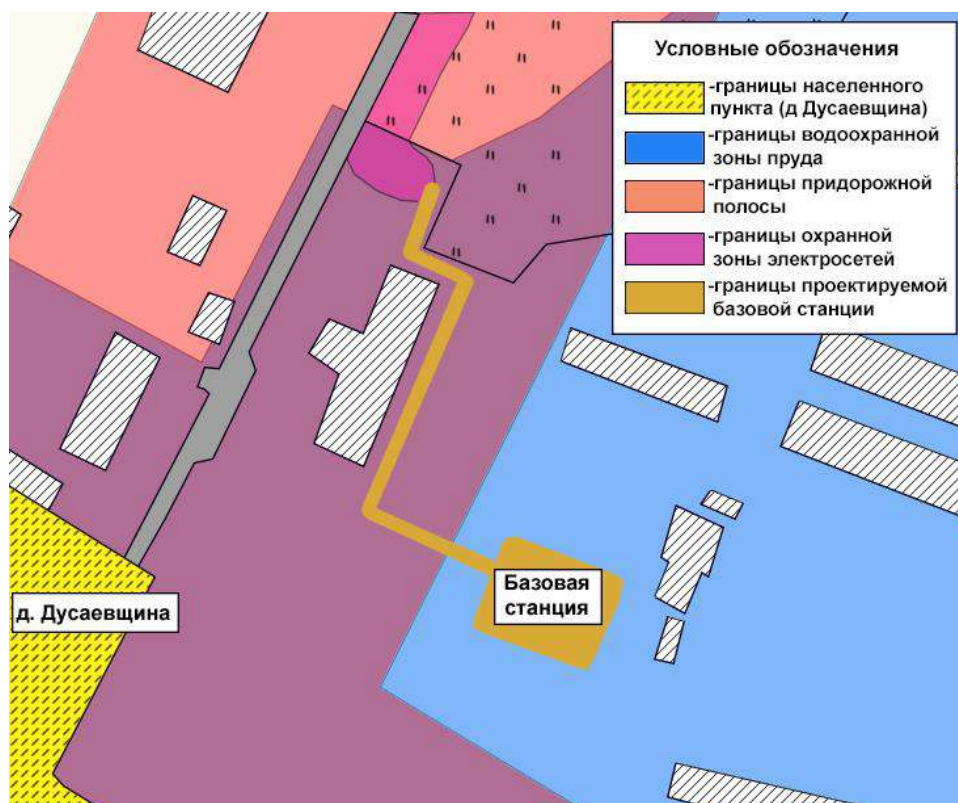 Условные обозначения
-границы населенного
пункта (д Дусаевщина)
-границы водоохранной
зоны пруда
-границы придорожной
полосы
-границы охранной
зоны электросетей
-границы проектируемой
базовой станции
Базовая
станция
д. Дусаевщина